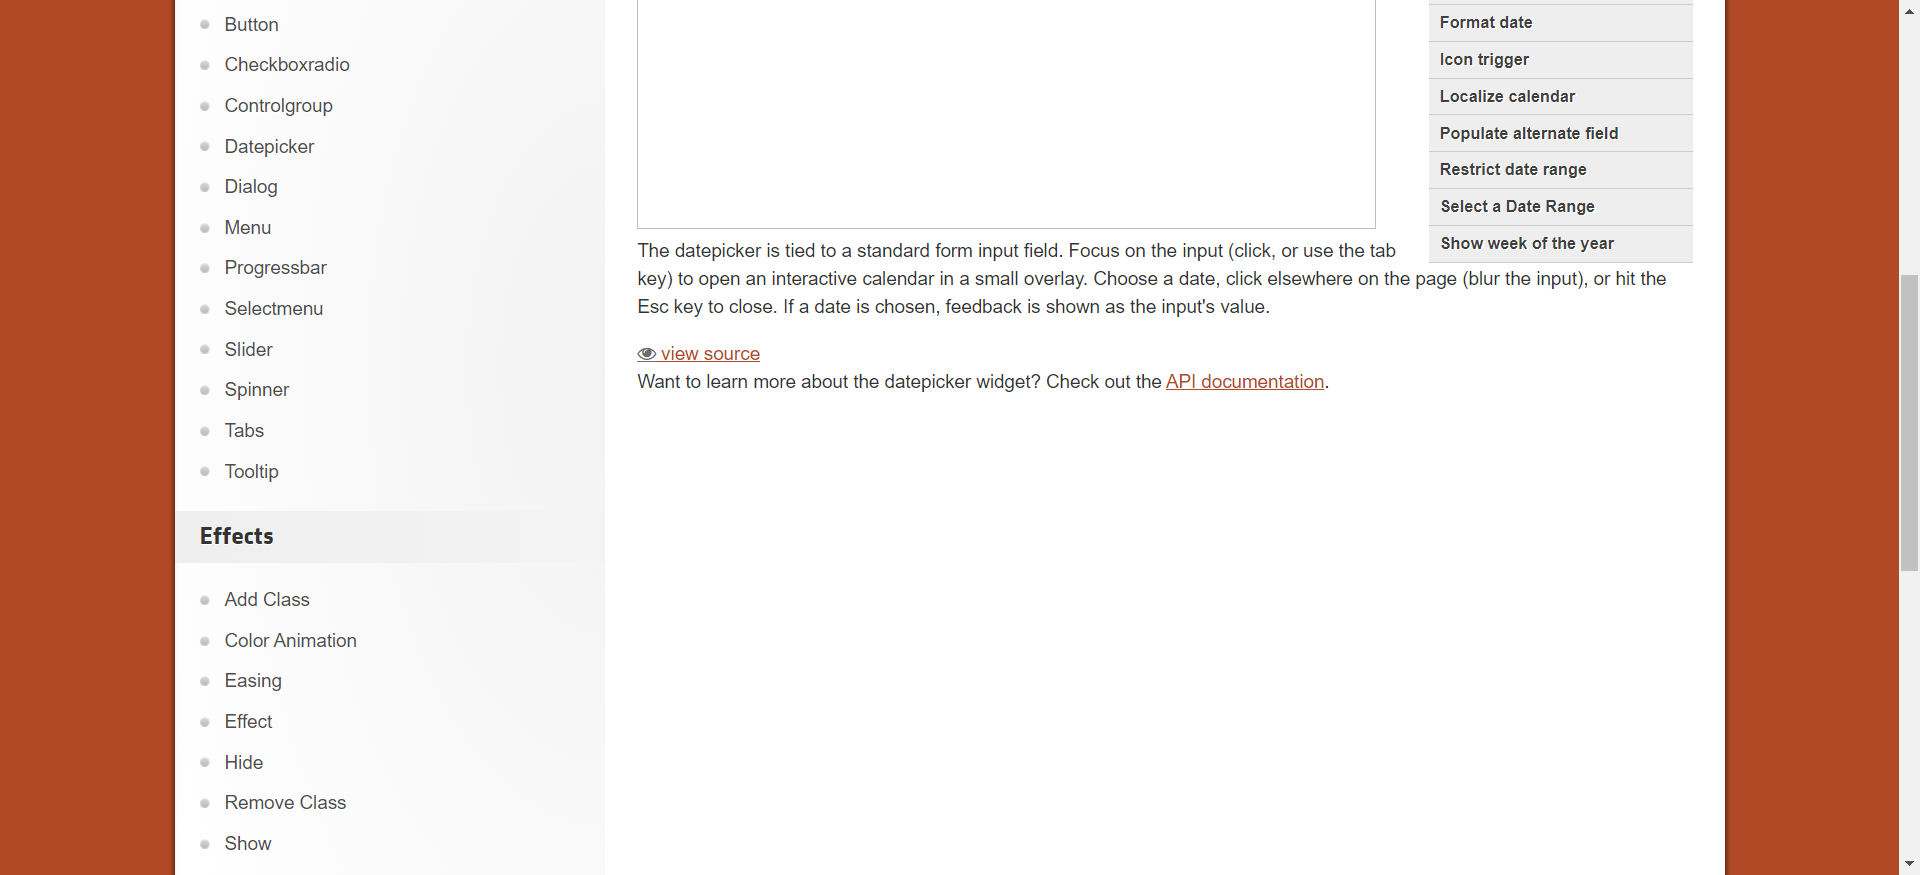 Button
Checkboxradio
Controlgroup
Datepicker
Dialog
Menu
Progressbar
Selectmenu
Slider
Spinner
Tabs
Tooltip
Effects
Add Class
Color Animation
Easing
Effect
Hide
Remove Class
Show
The datepicker is tied to a standard form input field. Focus on the input (click, or use the tab
key) to open an interactive calendar in a small overlay. Choose a date, click elsewhere on the page (blur the input), or hit the
Esc key to close. If a date is chosen, feedback is shown as the input's value.
view source
Want to learn more about the datepicker widget? Check out the API documentation.
Format date
Icon trigger
Localize calendar
Populate alternate field
Restrict date range
Select a Date Range
Show week of the year